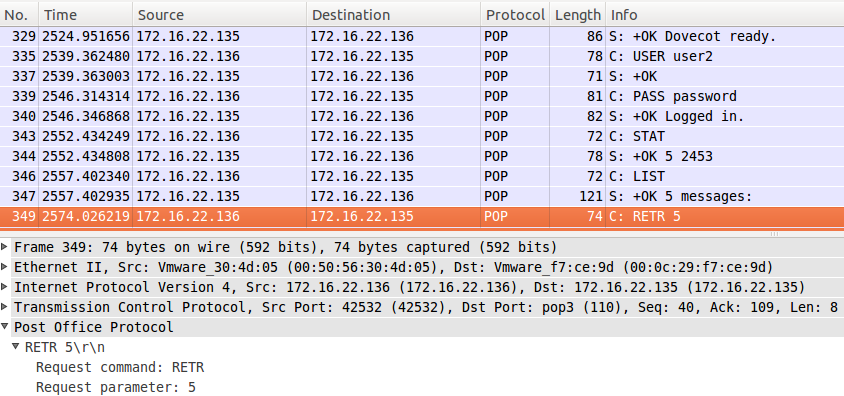 No. Time Source Destination Protocol Length Info
329 2524.951656 172.16.22.135 172.16.22.136 POP 86 S: +OK Dovecot ready.
335 2539.362480 172.16.22.136 172.16.22.135 POP 78 C: USER user2
337 2539.363003 172.16.22.135 172.16.22.136 POP 71 S: +OK
339 2546.314314 172.16.22.136 172.16.22.135 POP 81 C: PASS password
340 2546.346868 172.16.22.135 172.16.22.136 POP 82 S: +OK Logged in.
343 2552.434249 172.16.22.136 172.16.22.135 POP 72 C: STAT
344 2552.434808 172.16.22.135 172.16.22.136 POP 78 S: +OK 5 2453
346 2557.402340 172.16.22.136 172.16.22.135 POP 72 C: LIST
347 2557.402935 172.16.22.135 172.16.22.136 POP 121 S: +OK 5 messages:
349 2574.026219 172.16.22.136 172.16.22.135 POP 74 C: RETR 5
Frame 349: 74 bytes on wire (592 bits), 74 bytes captured (592 bits)
Ethernet II, Src: Vmware_30:4d:05 (00:50:56:30:4d:05), Dst: Vmware_f7:ce:9d (00:0c:29:f7:ce:9d)
Internet Protocol Version 4, Src: 172.16.22.136 (172.16.22.136), Dst: 172.16.22.135 (172.16.22.135)
Transmission Control Protocol, Src Port: 42532 (42532), Dst Port: pop3 (110), Seq: 40, Ack: 109, Len: 8
Post Office Protocol
RETR 5\r\n
Request command: RETR
Request parameter: 5